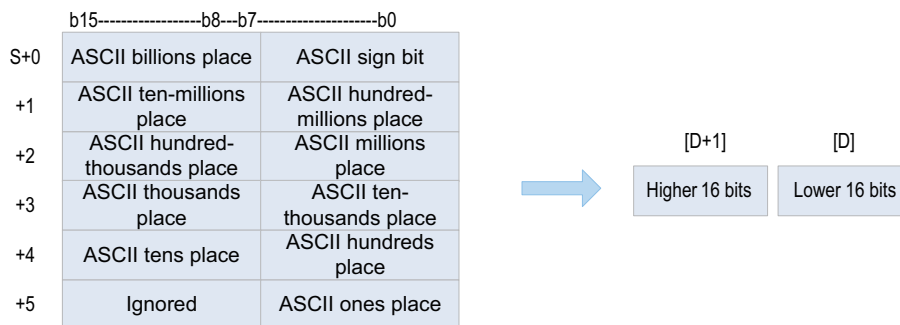 b15------------------b8---b7---------------------b0
S+0
ASCII billions place
ASCII sign bit
+1
ASCII ten-millions
place
ASCII hundred-
millions place
+2
ASCII hundred-
thousands place
ASCII millions
place
+3
ASCII thousands
place
ASCII ten-
thousands place
+4
ASCII tens place
ASCII hundreds
place
+5
Ignored
ASCII ones place
[D+1]
[D]
Higher 16 bits
Lower 16 bits